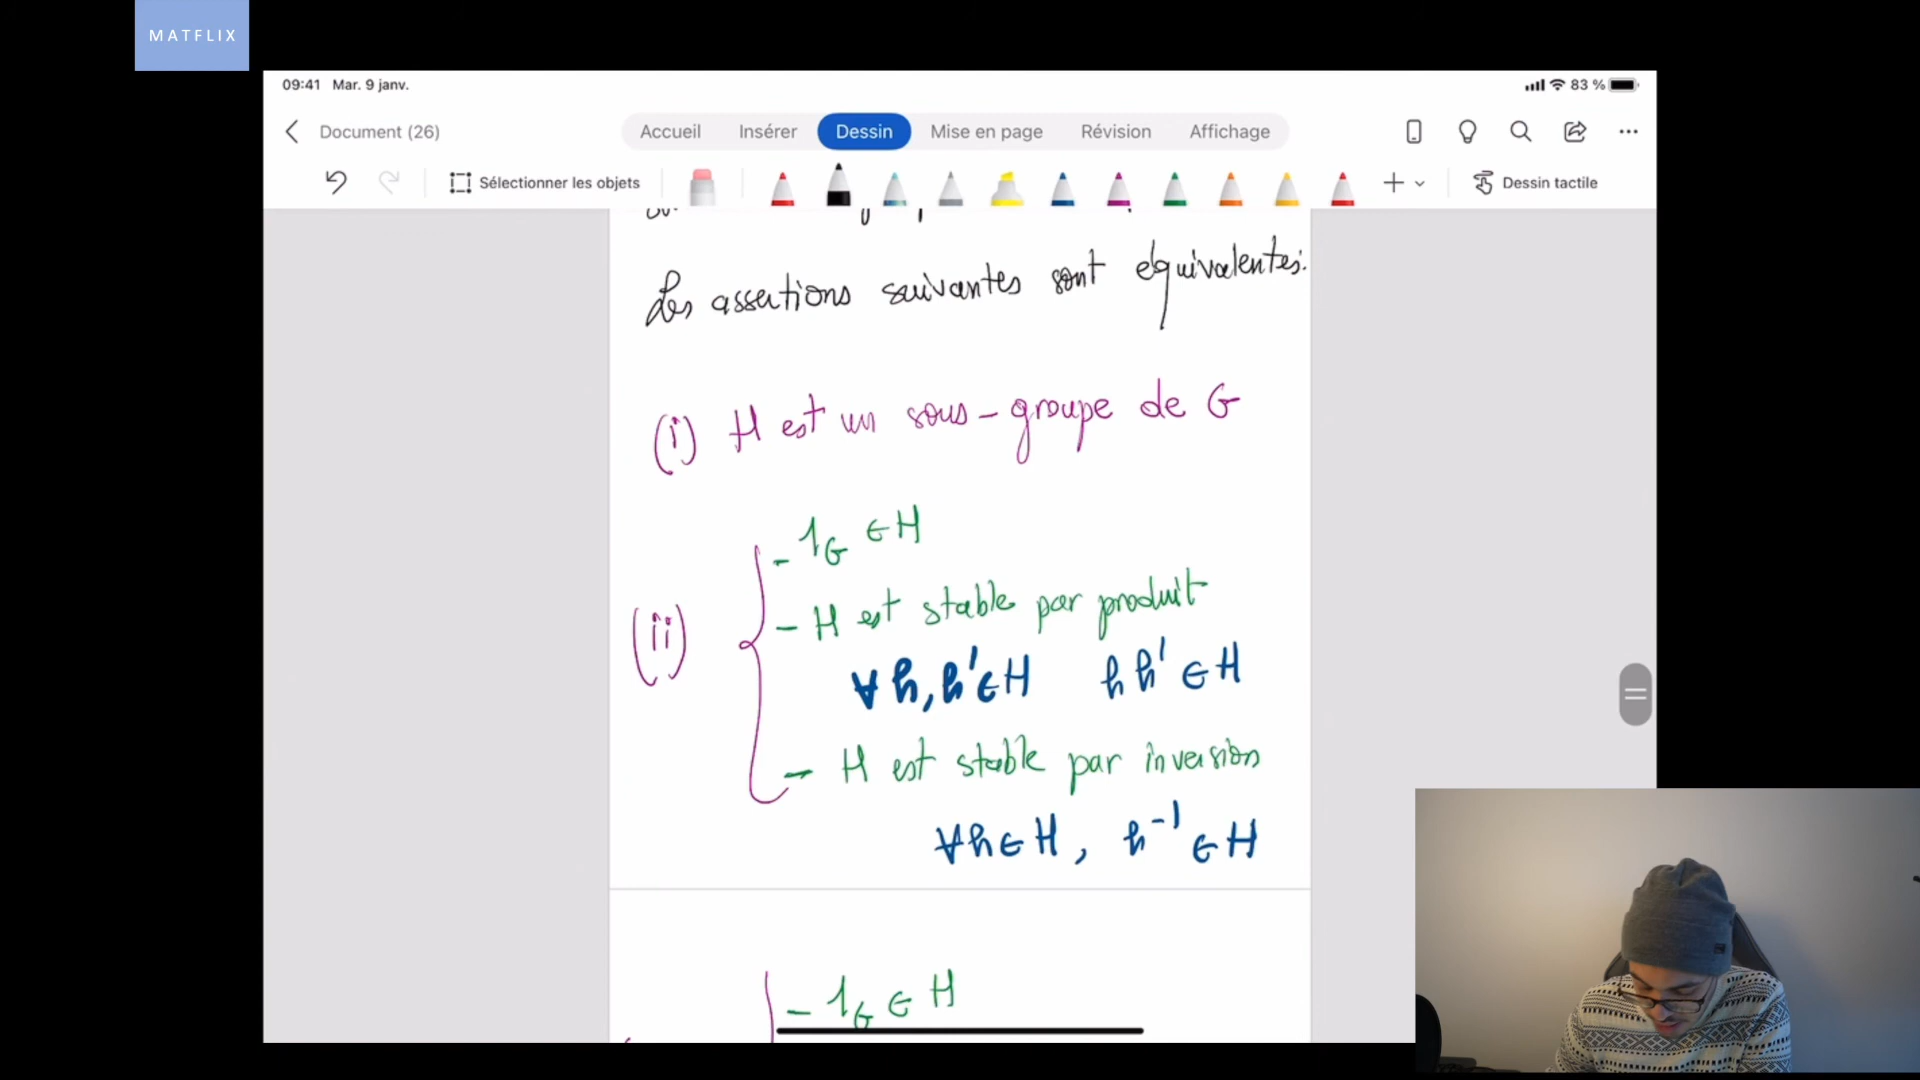 MATFLIX
09:41 Mar. 9 janv.
83 %
Document (26)
Accueil Insérer Dessin Mise en page Révision Affichage
Sélectionner les objets
Dessin tactile
Les assertions suivantes sont équivalentes:
(i) H est un sous-groupe de G
(ii)
- 1_G ∈ H
- H est stable par produit
∀ h, h' ∈ H h h' ∈ H
- H est stable par inversion
∀ h ∈ H, h⁻¹ ∈ H
- 1_G ∈ H